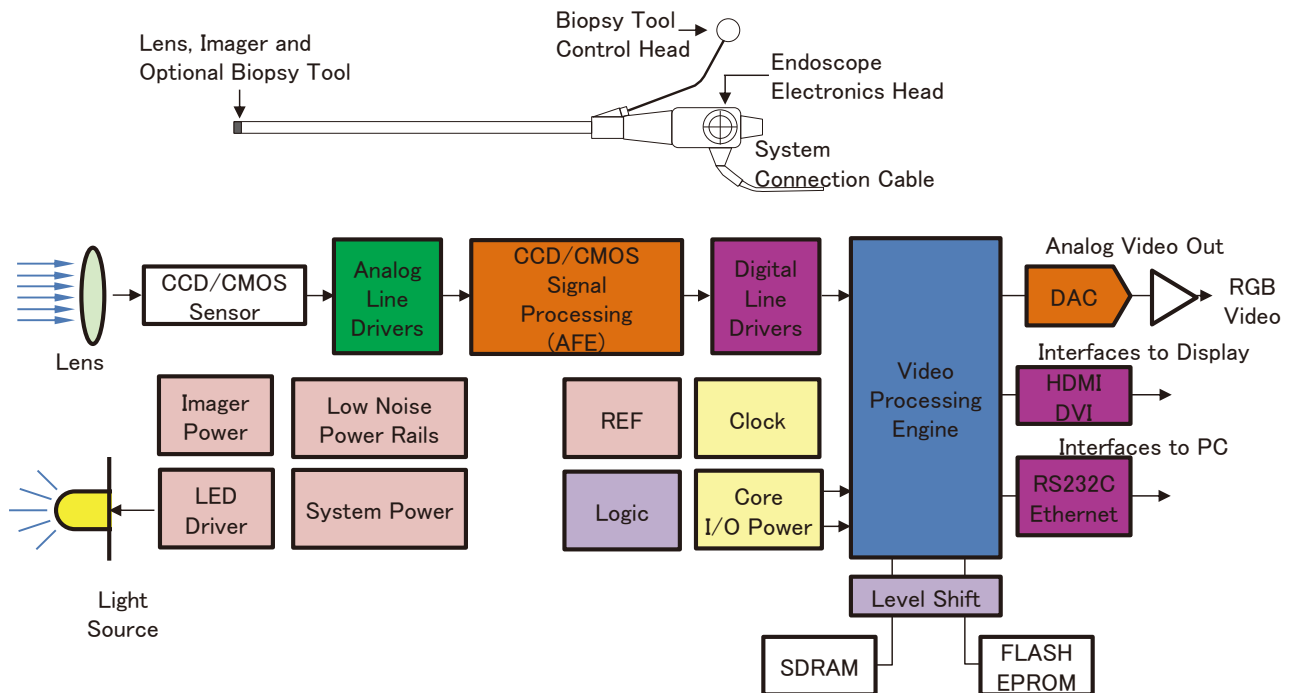 Biopsy Tool
Control Head
Lens, Imager and
Optional Biopsy Tool
Endoscope
Electronics Head
System
Connection Cable
Lens
CCD/CMOS
Sensor
Analog
Line
Drivers
CCD/CMOS
Signal
Processing
(AFE)
Digital
Line
Drivers
Video
Processing
Engine
Analog Video Out
DAC
RGB
Video
Interfaces to Display
HDMI
DVI
Interfaces to PC
RS232C
Ethernet
Imager
Power
Low Noise
Power Rails
REF
Clock
LED
Driver
System Power
Logic
Core
I/O Power
Light
Source
Level Shift
SDRAM
FLASH
EPROM